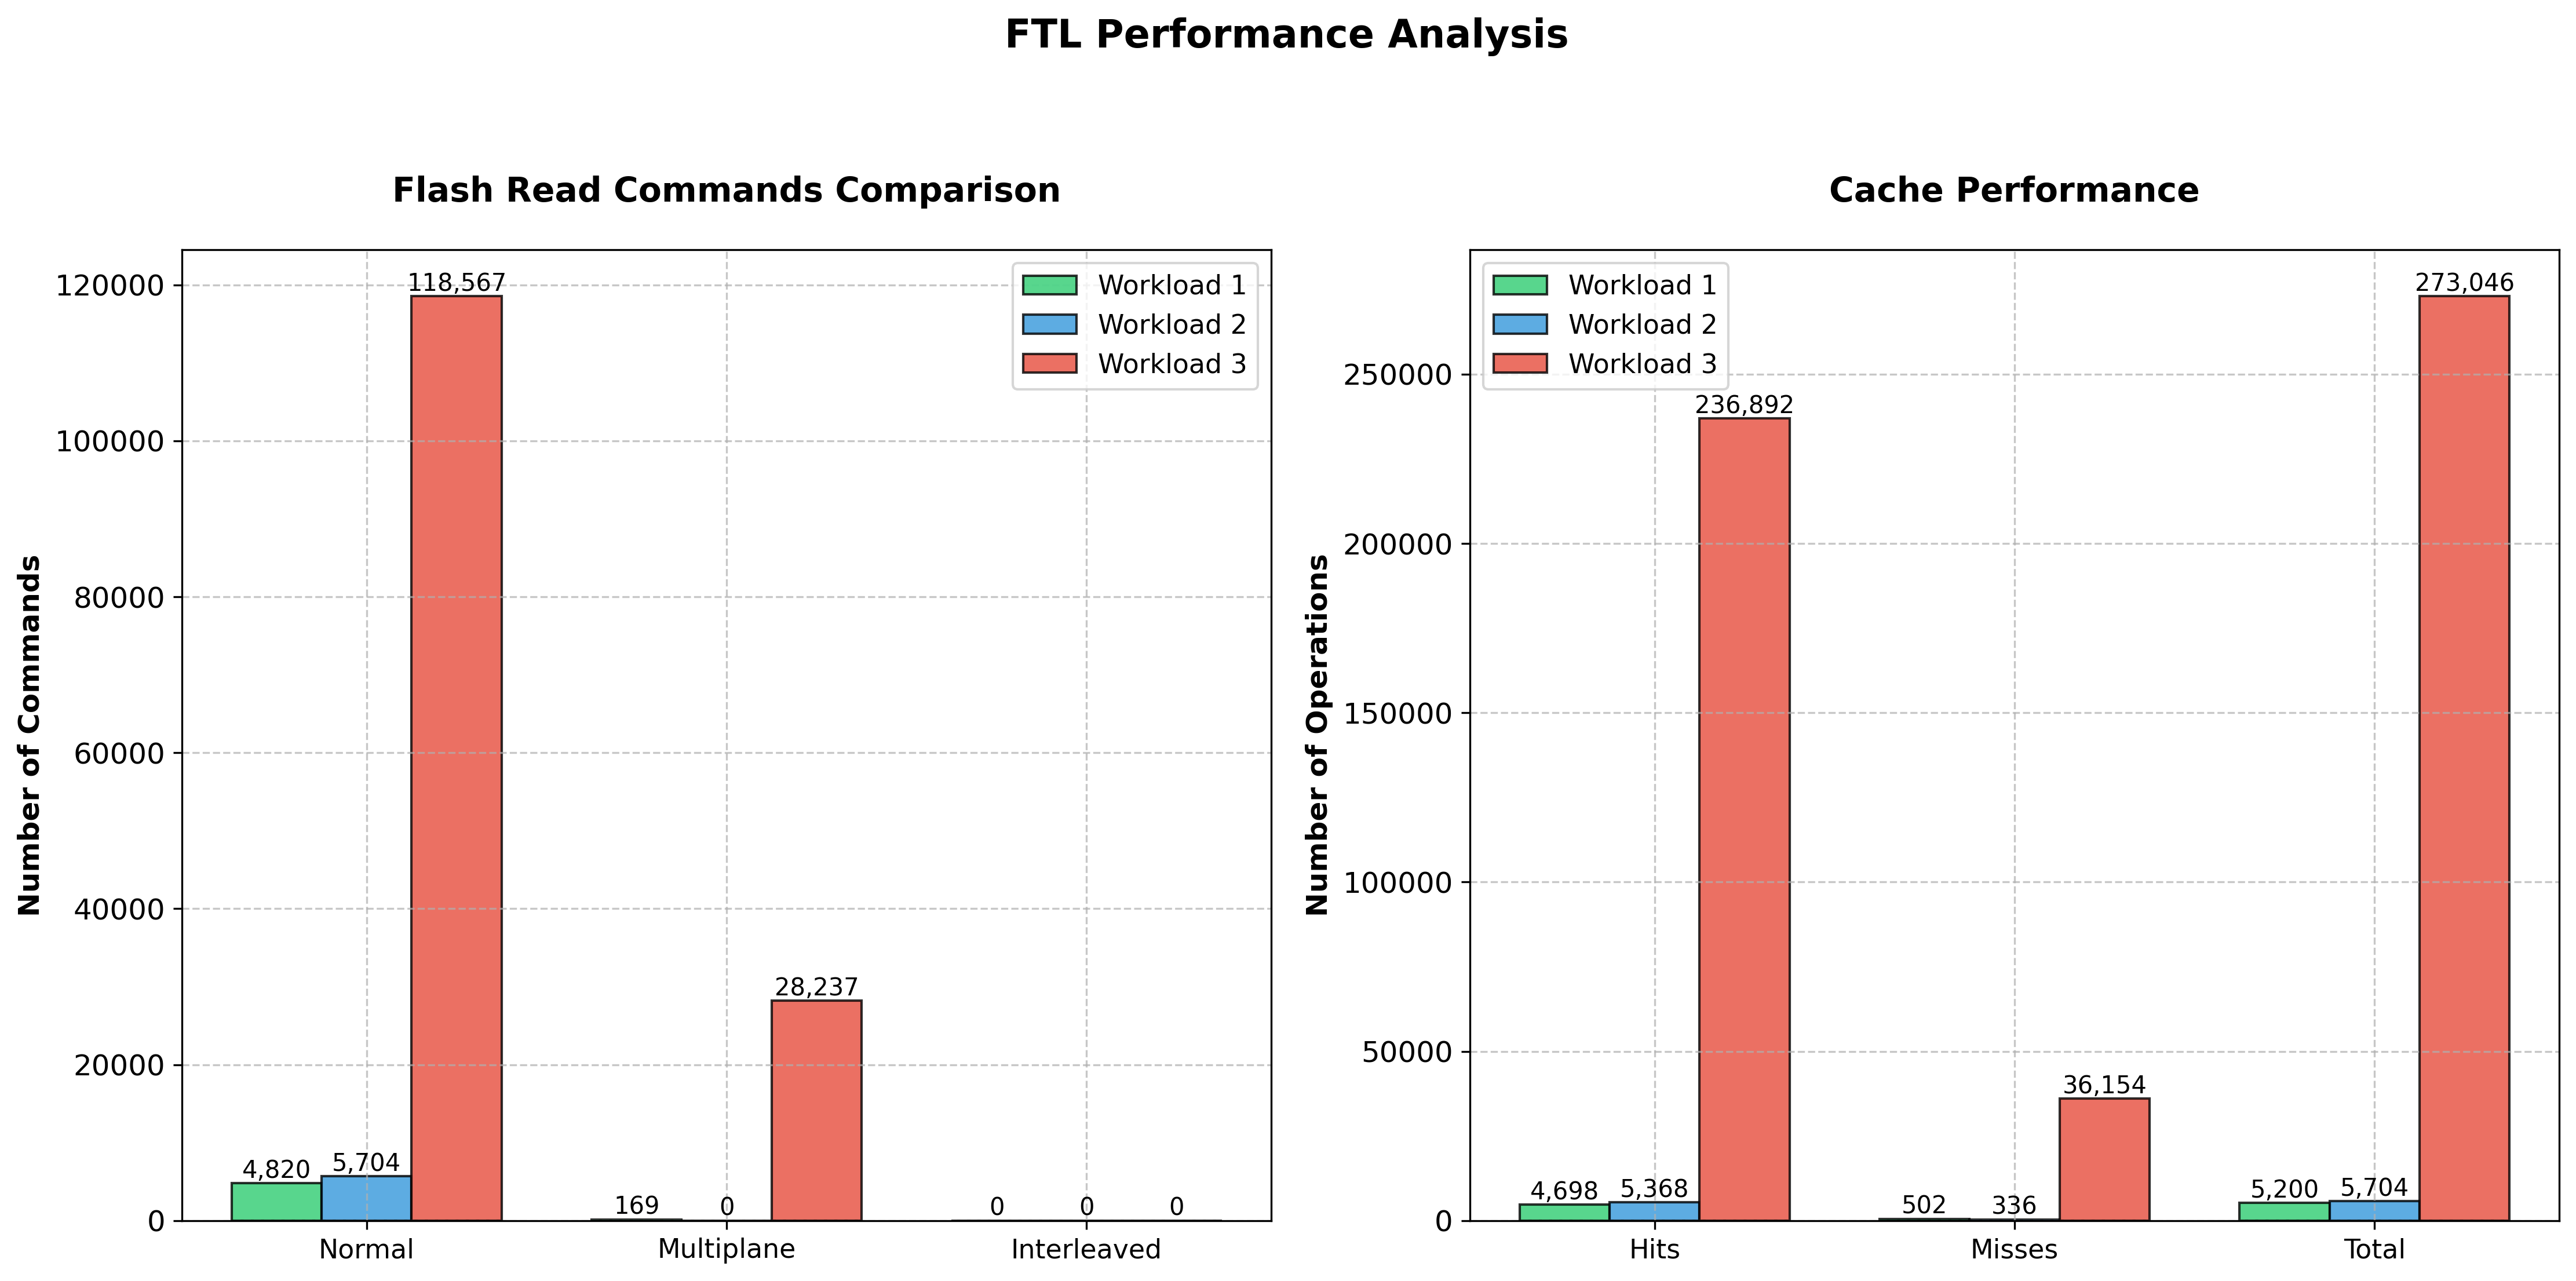 FTL Performance Analysis
Flash Read Commands Comparison
Number of Commands
120000
100000
80000
60000
40000
20000
0
Workload 1
Workload 2
Workload 3
4,820
5,704
118,567
169
0
28,237
0
0
0
Normal
Multiplane
Interleaved
Cache Performance
Number of Operations
250000
200000
150000
100000
50000
0
Workload 1
Workload 2
Workload 3
4,698
5,368
236,892
502
336
36,154
5,200
5,704
273,046
Hits
Misses
Total